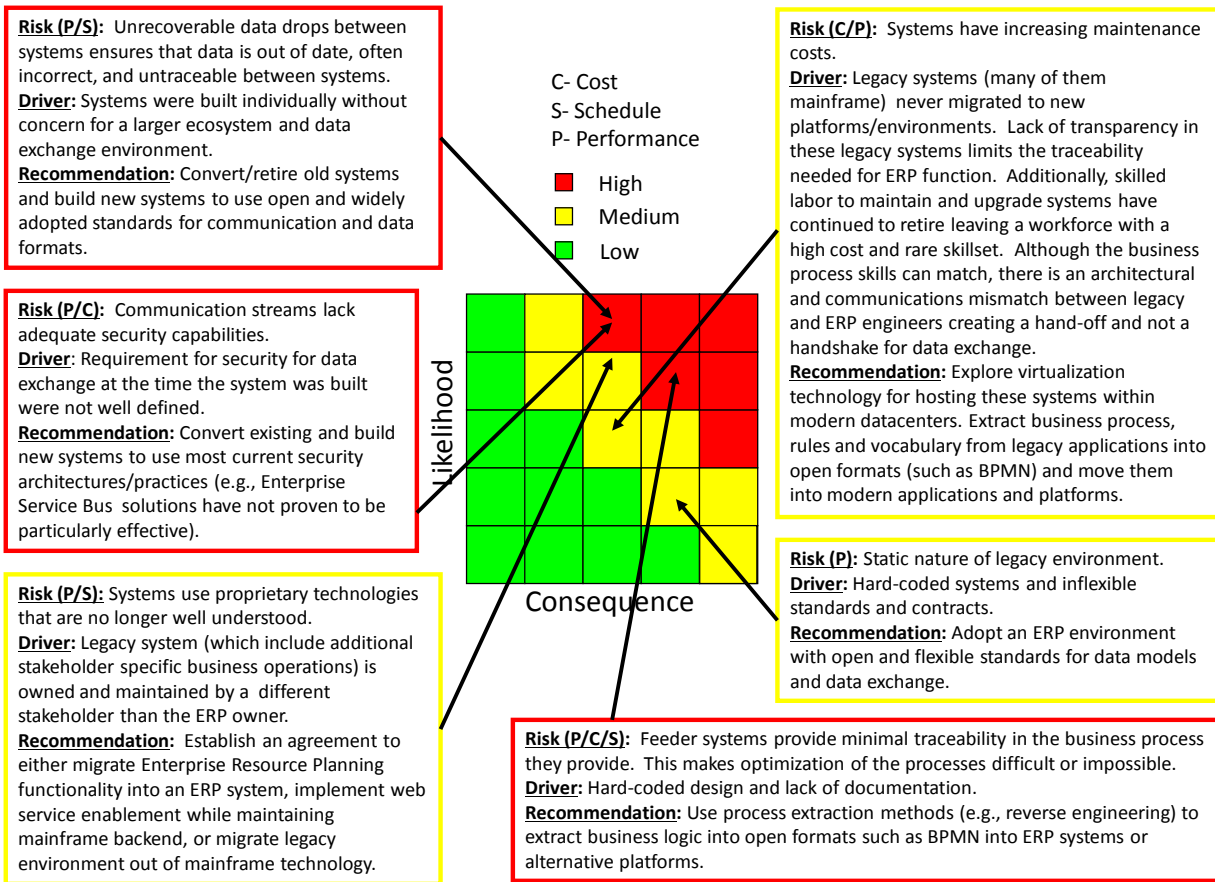 Risk (P/S): Unrecoverable data drops between
systems ensures that data is out of date, often
incorrect, and untraceable between systems.
Driver: Systems were built individually without
concern for a larger ecosystem and data
exchange environment.
Recommendation: Convert/retire old systems
and build new systems to use open and widely
adopted standards for communication and data
formats.
Risk (P/C): Communication streams lack
adequate security capabilities.
Driver: Requirement for security for data
exchange at the time the system was built
were not well defined.
Recommendation: Convert existing and build
new systems to use most current security
architectures/practices (e.g., Enterprise
Service Bus solutions have not proven to be
particularly effective).
Risk (P/S): Systems use proprietary technologies
that are no longer well understood.
Driver: Legacy system (which include additional
stakeholder specific business operations) is
owned and maintained by a different
stakeholder than the ERP owner.
Recommendation: Establish an agreement to
either migrate Enterprise Resource Planning
functionality into an ERP system, implement web
service enablement while maintaining
mainframe backend, or migrate legacy
environment out of mainframe technology.
C- Cost
S- Schedule
P- Performance
High
Medium
Low
Likelihood
Consequence
Risk (C/P): Systems have increasing maintenance
costs.
Driver: Legacy systems (many of them
mainframe) never migrated to new
platforms/environments. Lack of transparency in
these legacy systems limits the traceability
needed for ERP function. Additionally, skilled
labor to maintain and upgrade systems have
continued to retire leaving a workforce with a
high cost and rare skillset. Although the business
process skills can match, there is an architectural
and communications mismatch between legacy
and ERP engineers creating a hand-off and not a
handshake for data exchange.
Recommendation: Explore virtualization
technology for hosting these systems within
modern datacenters. Extract business process,
rules and vocabulary from legacy applications into
open formats (such as BPMN) and move them
into modern applications and platforms.
Risk (P): Static nature of legacy environment.
Driver: Hard-coded systems and inflexible
standards and contracts.
Recommendation: Adopt an ERP environment
with open and flexible standards for data models
and data exchange.
Risk (P/C/S): Feeder systems provide minimal traceability in the business process
they provide. This makes optimization of the processes difficult or impossible.
Driver: Hard-coded design and lack of documentation.
Recommendation: Use process extraction methods (e.g., reverse engineering) to
extract business logic into open formats such as BPMN into ERP systems or
alternative platforms.